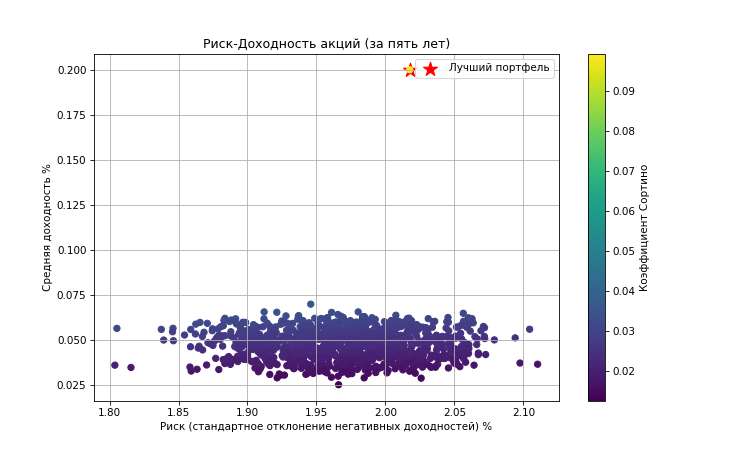 Риск-Доходность акций (за пять лет)
Лучший портфель
Средняя доходность %
0.200
0.175
0.150
0.125
0.100
0.075
0.050
0.025
1.80 1.85 1.90 1.95 2.00 2.05 2.10
Риск (стандартное отклонение негативных доходностей) %
0.09
0.08
0.07
0.06
0.05
0.04
0.03
0.02
Коэффициент Сортино